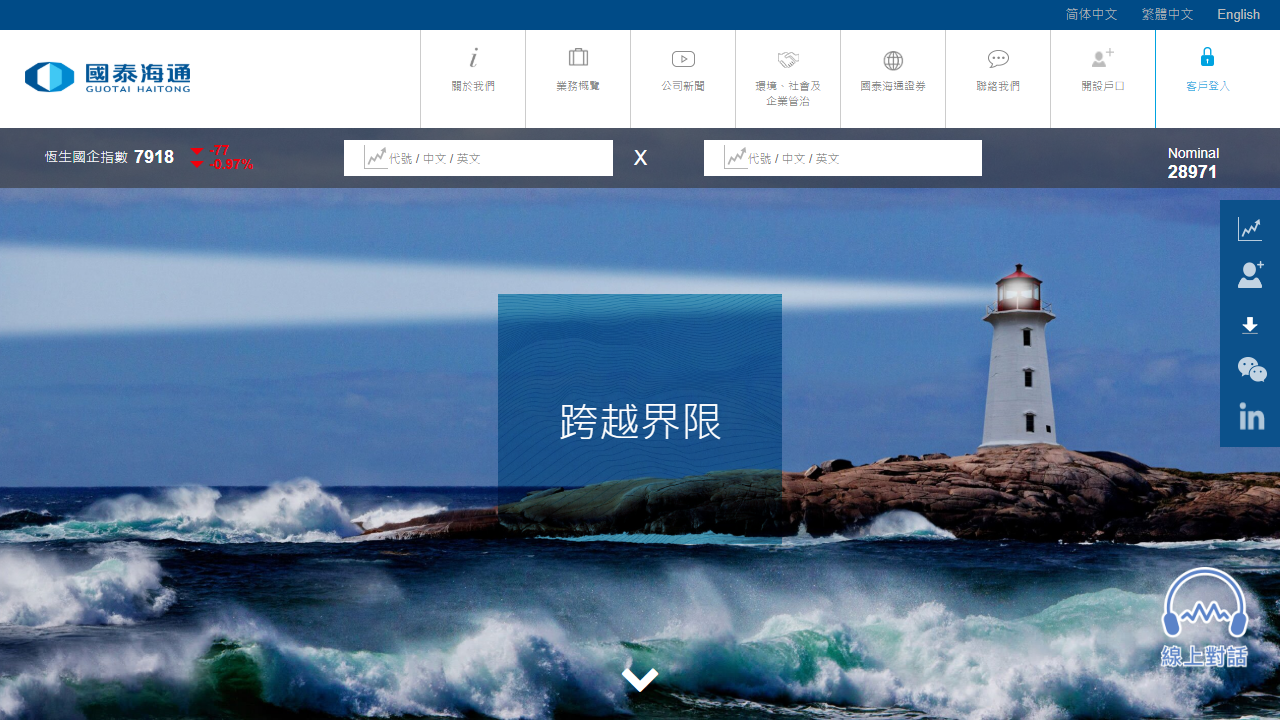 简体中文 繁體中文 English
國泰海通
GUOTAI HAITONG
關於我們
業務概覽
公司新聞
環境、社會及
企業管治
國泰海通證券
聯絡我們
開設戶口
客戶登入
恆生國企指數 7918
-77
-0.97%
代號 / 中文 / 英文
X
代號 / 中文 / 英文
Nominal
28971
跨越界限
in
線上對話